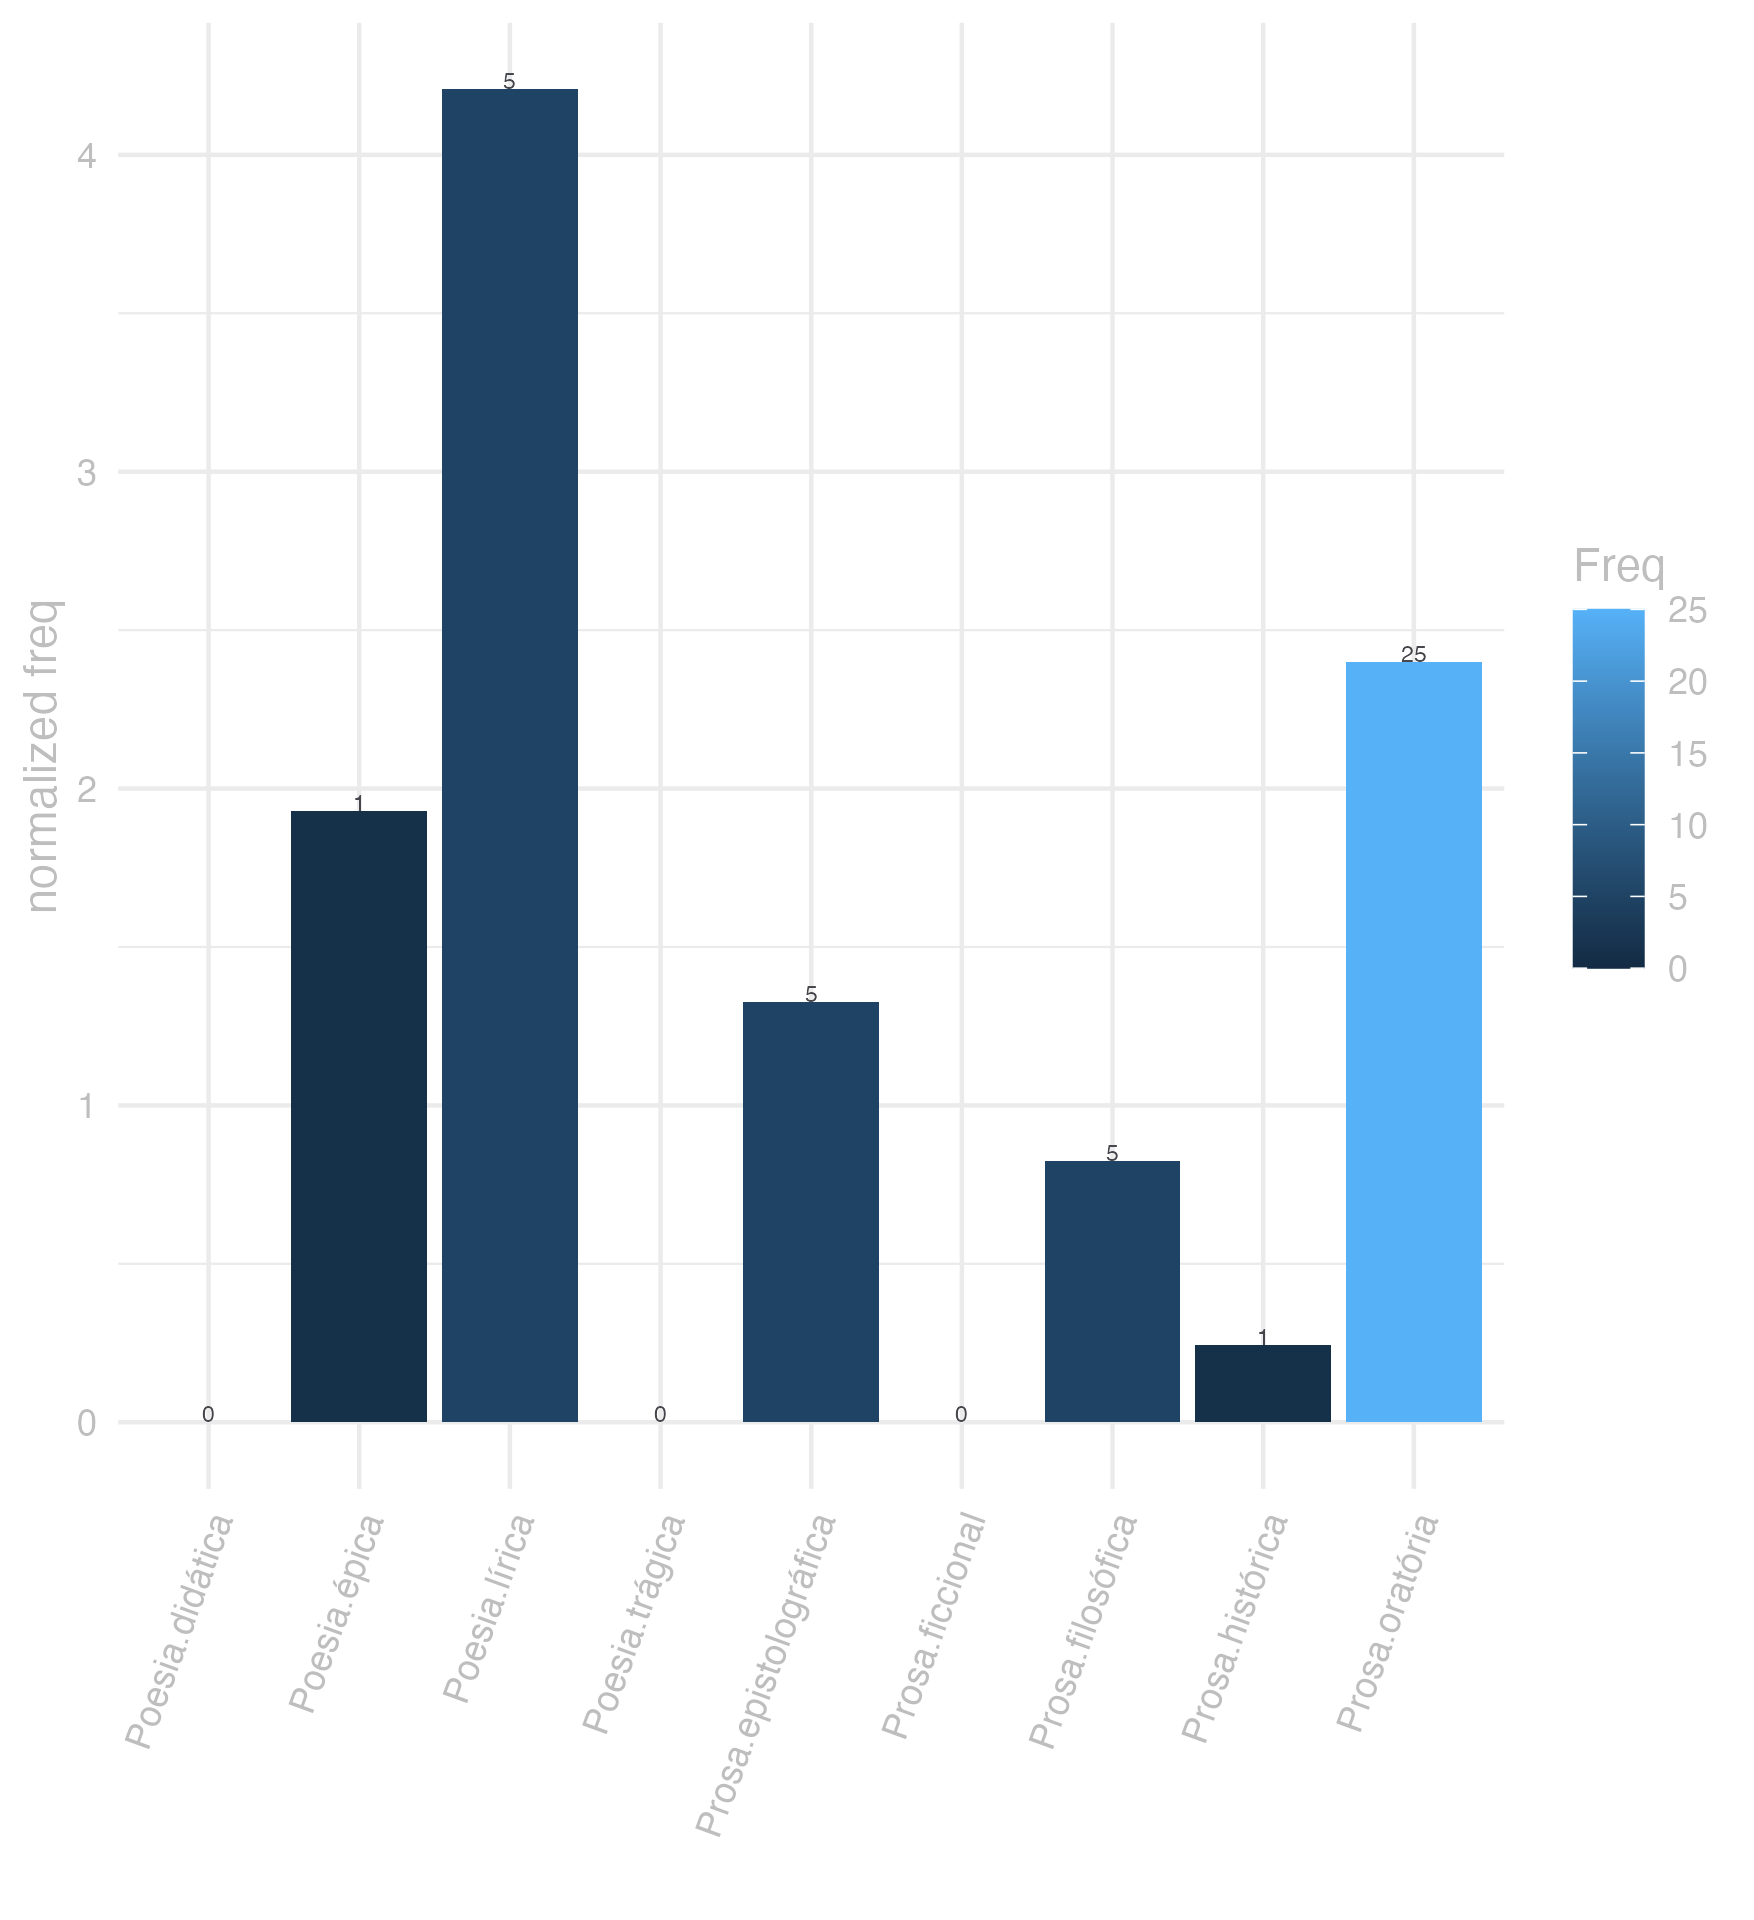 normalized freq
4
3
2
1
0
5
1
25
5
5
1
0
0
0
Poesia.didática
Poesia.épica
Poesia.lírica
Poesia.trágica
Prosa.epistolográfica
Prosa.ficcional
Prosa.filosófica
Prosa.histórica
Prosa.oratória
Freq
25
20
15
10
5
0